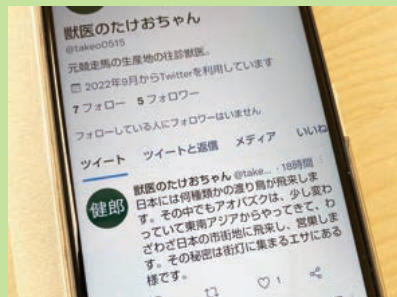 獣医のたけおちゃん
@takeo0515
元競走馬の生産地の往診獣医。
2022年9月からTwitterを利用しています
7フォロー 5フォロワー
フォローしている人にフォロワーはいません
ツイート ツイートと返信 メディア いいね
獣医のたけおちゃん @take... ·18時間
健郎
日本には何種類かの渡り鳥が飛来しま
す。その中でもアオバズクは、少し変わ
っていて東南アジアからやってきて、わ
ざわざ日本の市街地に飛来し、営巣しま
す。その秘密は街灯に集まるエサにある
様です。
1